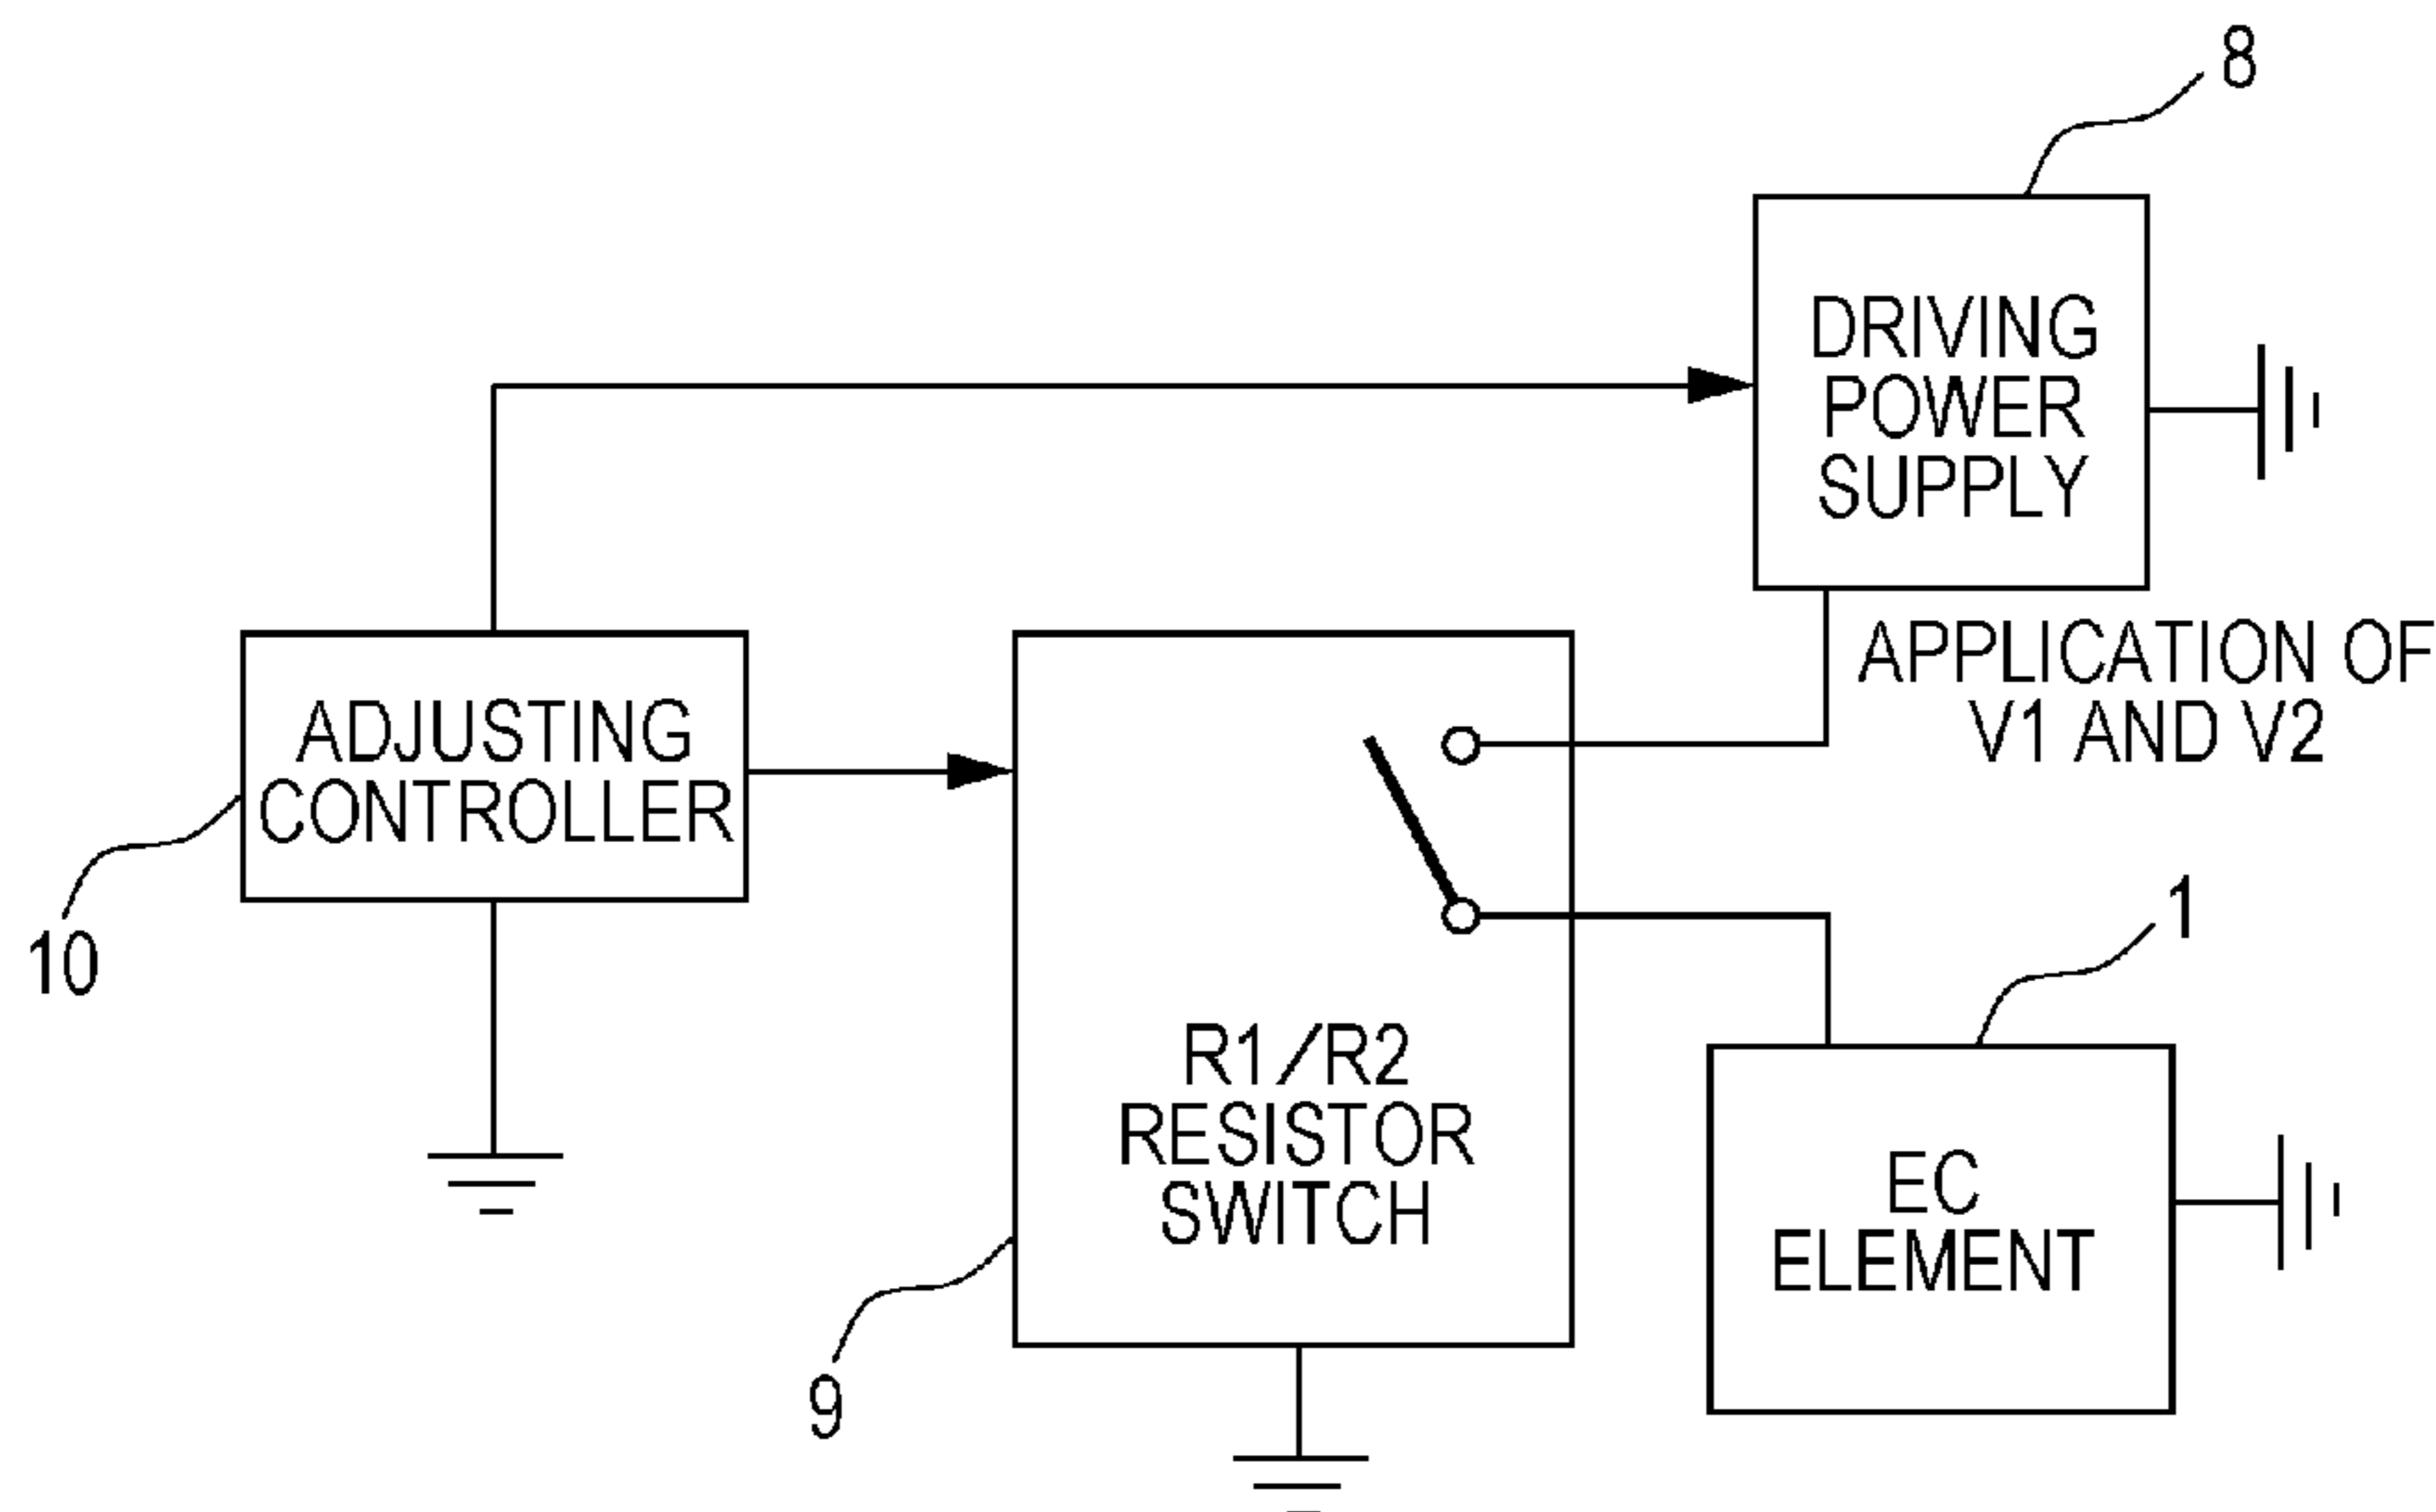 8
DRIVING
POWER
SUPPLY
APPLICATION OF
V1 AND V2
ADJUSTING
CONTROLLER
10
1
R1/R2
RESISTOR
SWITCH
EC
ELEMENT
9